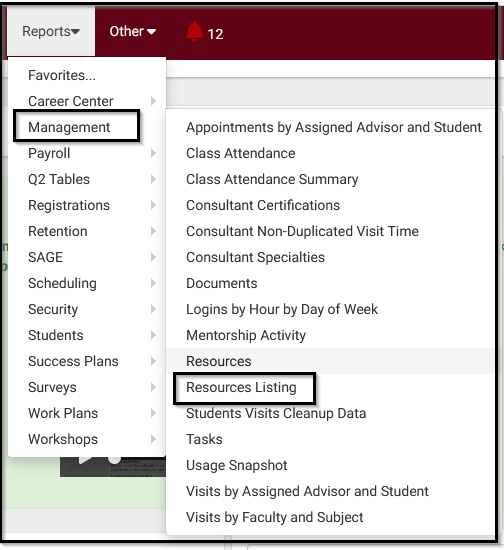 Reports Other 12
Favorites...
Career Center
Management
Payroll
Q2 Tables
Registrations
Retention
SAGE
Scheduling
Security
Students
Success Plans
Surveys
Work Plans
Workshops
Appointments by Assigned Advisor and Student
Class Attendance
Class Attendance Summary
Consultant Certifications
Consultant Non-Duplicated Visit Time
Consultant Specialties
Documents
Logins by Hour by Day of Week
Mentorship Activity
Resources
Resources Listing
Students Visits Cleanup Data
Tasks
Usage Snapshot
Visits by Assigned Advisor and Student
Visits by Faculty and Subject